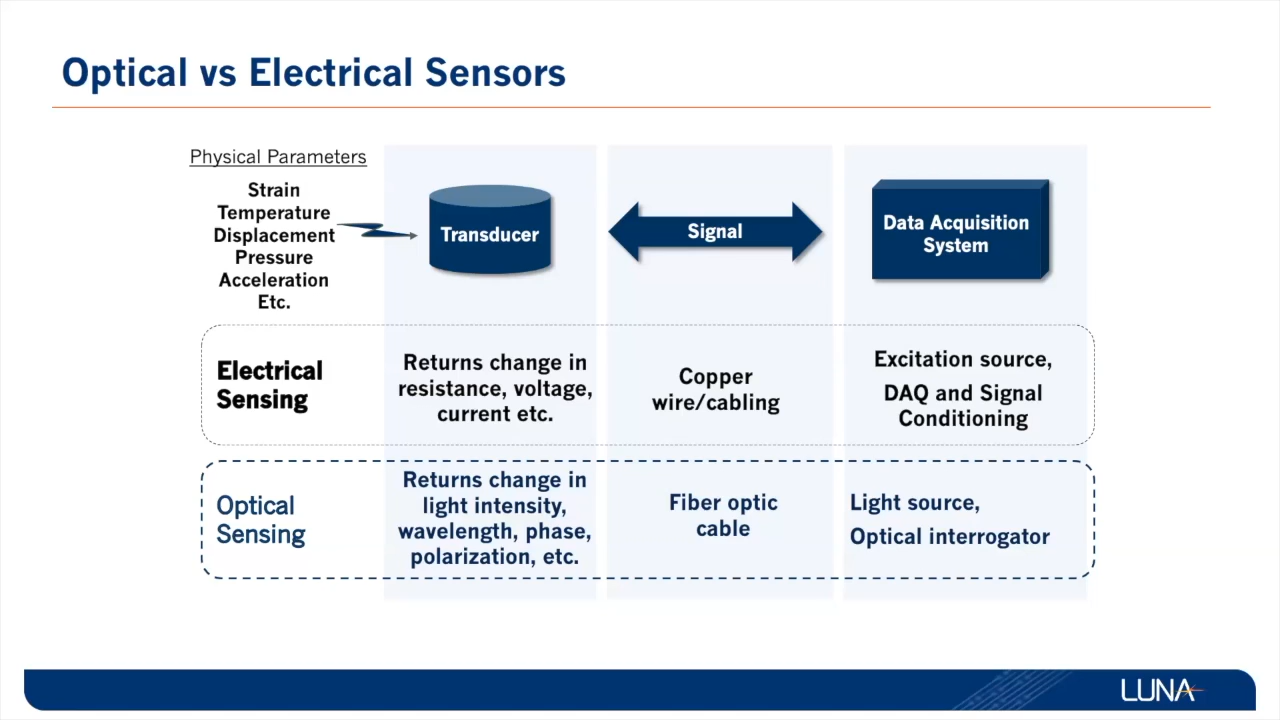 Optical vs Electrical Sensors
Physical Parameters
Strain
Temperature
Displacement
Pressure
Acceleration
Etc.
Transducer
Signal
Data Acquisition
System
Electrical
Sensing
Returns change in
resistance, voltage,
current etc.
Copper
wire/cabling
Excitation source,
DAQ and Signal
Conditioning
Optical
Sensing
Returns change in
light intensity,
wavelength, phase,
polarization, etc.
Fiber optic
cable
Light source,
Optical interrogator
LUNA